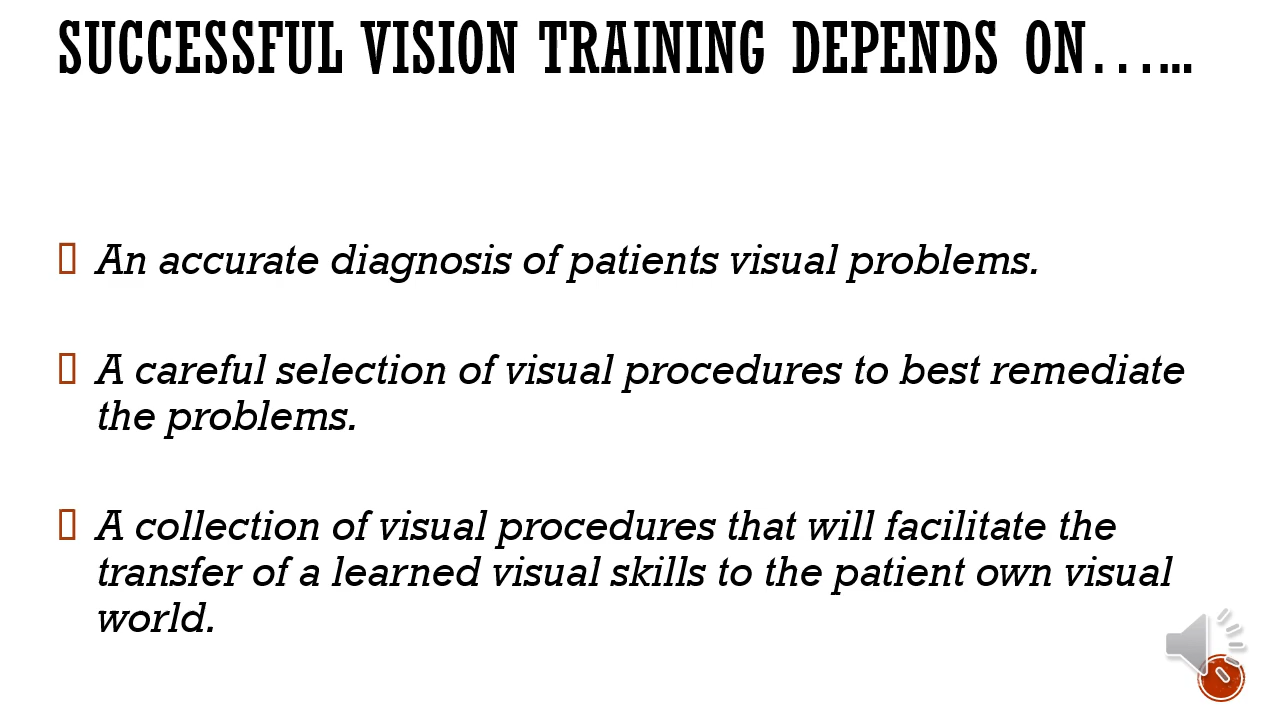 SUCCESSFUL VISION TRAINING DEPENDS ON…...
An accurate diagnosis of patients visual problems.
A careful selection of visual procedures to best remediate
the problems.
A collection of visual procedures that will facilitate the
transfer of a learned visual skills to the patient own visual
world.